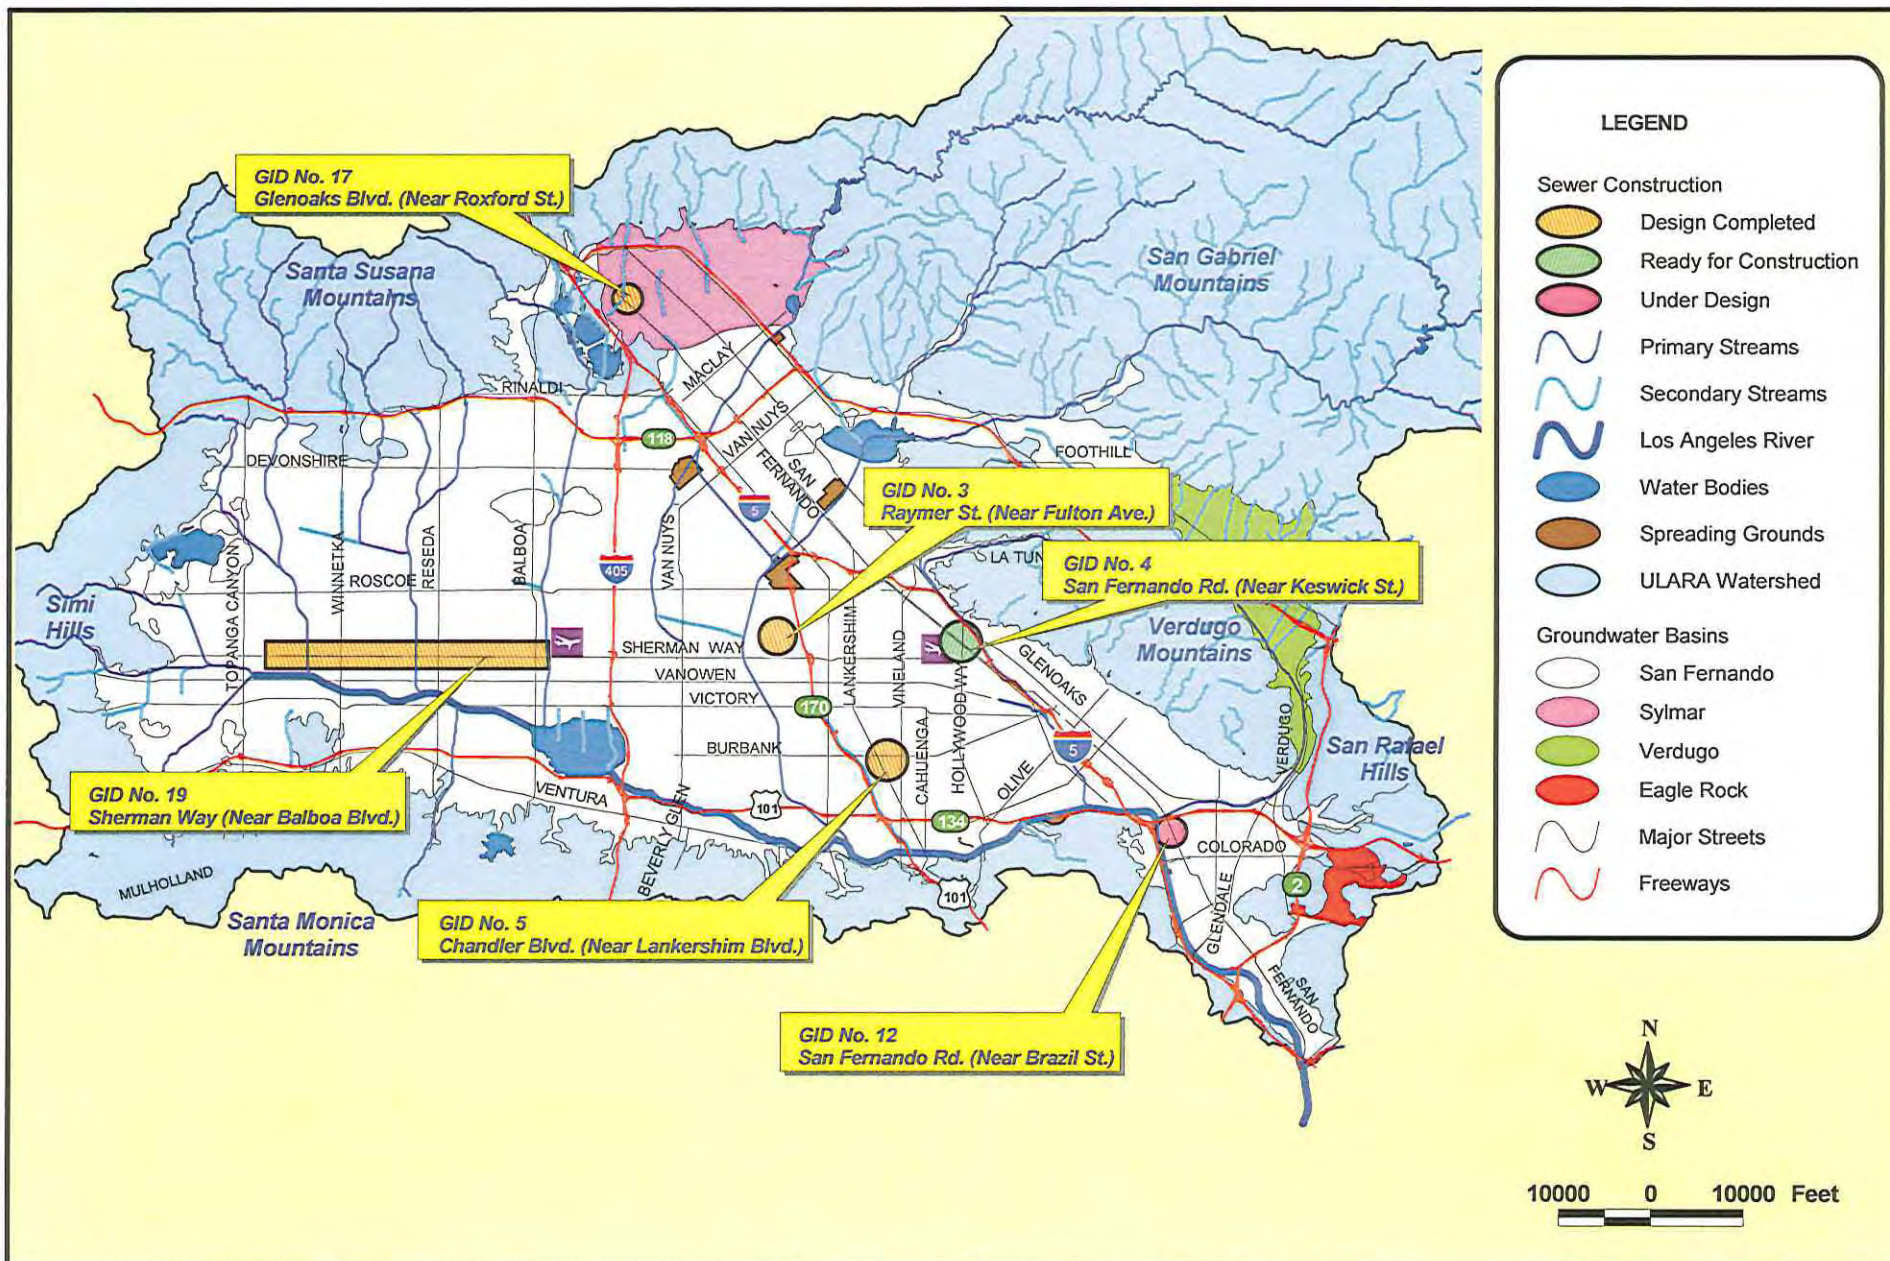 GID No. 17
Glenoaks Blvd. (Near Roxford St.)
Santa Susana
Mountains
San Gabriel
Mountains
MACLAY
RINALDI
118
VAN NUYS
SAN
FERNANDO
FOOTHILL
DEVONSHIRE
GID No. 3
Raymer St. (Near Fulton Ave.)
5
LA TUN
GID No. 4
San Fernando Rd. (Near Keswick St.)
TOPANGA CANYON
WINNETKA
ROSCOE
RESEDA
BALBOA
405
VAN NUYS
Simi
Hills
SHERMAN WAY
VANOWEN
VICTORY
LANKERSHIM
VINELAND
HOLLYWOOD WY
GLENOAKS
Verdugo
Mountains
170
BURBANK
CAHUENGA
OLIVE
5
VERDUGO
San Rafael
Hills
GID No. 19
Sherman Way (Near Balboa Blvd.)
VENTURA
BEVERLY GLEN
101
134
COLORADO
MULHOLLAND
101
GLENDALE
2
Santa Monica
Mountains
GID No. 5
Chandler Blvd. (Near Lankershim Blvd.)
SAN
FERNANDO
GID No. 12
San Fernando Rd. (Near Brazil St.)
LEGEND
Sewer Construction
Design Completed
Ready for Construction
Under Design
Primary Streams
Secondary Streams
Los Angeles River
Water Bodies
Spreading Grounds
ULARA Watershed
Groundwater Basins
San Fernando
Sylmar
Verdugo
Eagle Rock
Major Streets
Freeways
N
W E
S
10000 0 10000 Feet